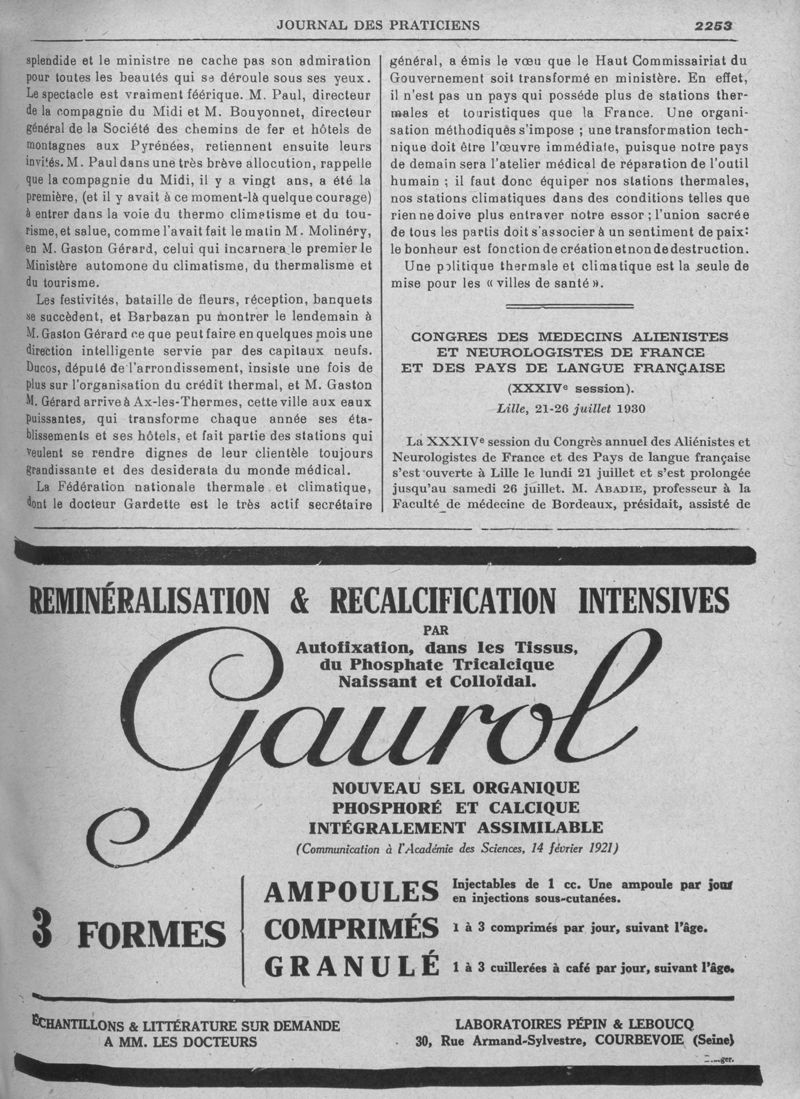 JOURNAL DES PRATICIENS
2253
splendide et le ministre ne cache pas son admiration
pour toutes les beautés qui se déroule sous ses yeux.
Le spectacle est vraiment féérique. M. Paul, directeur
de la compagnie du Midi et M. Bouyonnet, directeur
général de la Société des chemins de fer et hôtels de
montagnes aux Pyrénées, retiennent ensuite leurs
invités. M. Paul dans une très brève allocution, rappelle
que la compagnie du Midi, il y a vingt ans, a été la
première, (et il y avait à ce moment-là quelque courage)
à entrer dans la voie du thermo climatisme et du tou-
risme, et salue, comme l'avait fait le matin M. Molinéry,
en M. Gaston Gérard, celui qui incarnera le premier le
Ministère automone du climatisme, du thermalisme et
du tourisme.
Les festivités, bataille de fleurs, réception, banquets
se succèdent, et Barbazan pu montrer le lendemain à
M. Gaston Gérard ce que peut faire en quelques mois une
direction intelligente servie par des capitaux neufs.
Ducos, député de l'arrondissement, insiste une fois de
plus sur l'organisation du crédit thermal, et M. Gaston
M. Gérard arrive à Ax-les-Thermes, cette ville aux eaux
puissantes, qui transforme chaque année ses éta-
blissements et ses hôtels, et fait partie des stations qui
veulent se rendre dignes de leur clientèle toujours
grandissante et des desiderata du monde médical.
La Fédération nationale thermale et climatique,
dont le docteur Gardette est le très actif secrétaire
général, a émis le vœu que le Haut Commissairiat du
Gouvernement soit transformé en ministère. En effet,
il n'est pas un pays qui posséde plus de stations ther-
males et touristiques que la France. Une organi-
sation méthodiques s'impose ; une transformation tech-
nique doit être l'œuvre immédiate, puisque notre pays
de demain sera l'atelier médical de réparation de l'outil
humain ; il faut donc équiper nos stations thermales,
nos stations climatiques dans des conditions telles que
rien ne doive plus entraver notre essor ; l'union sacrée
de tous les partis doit s'associer à un sentiment de paix:
le bonheur est fonction de création et non de destruction.
Une politique thermale et climatique est la seule de
mise pour les « villes de santé ».
CONGRES DES MEDECINS ALIENISTES
ET NEUROLOGISTES DE FRANCE
ET DES PAYS DE LANGUE FRANÇAISE
(XXXIVe session).
Lille, 21-26 juillet 1930
La XXXIVe session du Congrès annuel des Aliénistes et
Neurologistes de France et des Pays de langue française
s'est ouverte à Lille le lundi 21 juillet et s'est prolongée
jusqu'au samedi 26 juillet. M. ABADIE, professeur à la
Faculté de médecine de Bordeaux, présidait, assisté de
REMINÉRALISATION & RECALCIFICATION INTENSIVES
PAR
Autofixation, dans les Tissus,
du Phosphate Tricalcique
Naissant et Colloïdal.
Gaurol
NOUVEAU SEL ORGANIQUE
PHOSPHORÉ ET CALCIQUE
INTÉGRALEMENT ASSIMILABLE
(Communication à l'Académie des Sciences, 14 février 1921)
3 FORMES
AMPOULES Injectables de 1 cc. Une ampoule par jour
en injections sous-cutanées.
COMPRIMÉS 1 à 3 comprimés par jour, suivant l'âge.
GRANULÉ 1 à 3 cuillerées à café par jour, suivant l'âge.
ÉCHANTILLONS & LITTÉRATURE SUR DEMANDE
A MM. LES DOCTEURS
LABORATOIRES PÉPIN & LEBOUCQ
30, Rue Armand-Sylvestre, COURBEVOIE (Seine)